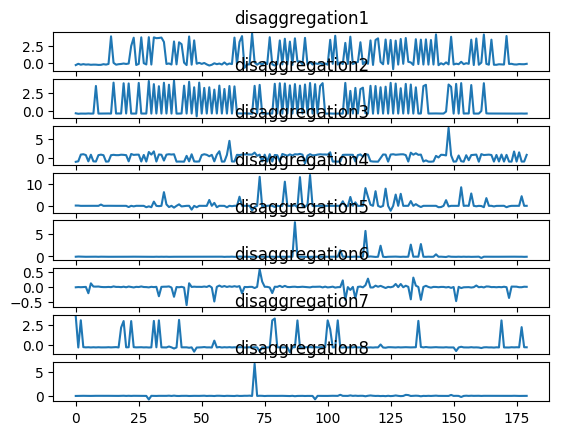 disaggregation1
2.5
0.0
disaggregation2
2.5
0.0
disaggregation3
5
0
disaggregation4
10
0
disaggregation5
5
0
disaggregation6
0.5
0.0
−0.5
disaggregation7
2.5
0.0
disaggregation8
5
0
0 25 50 75 100 125 150 175